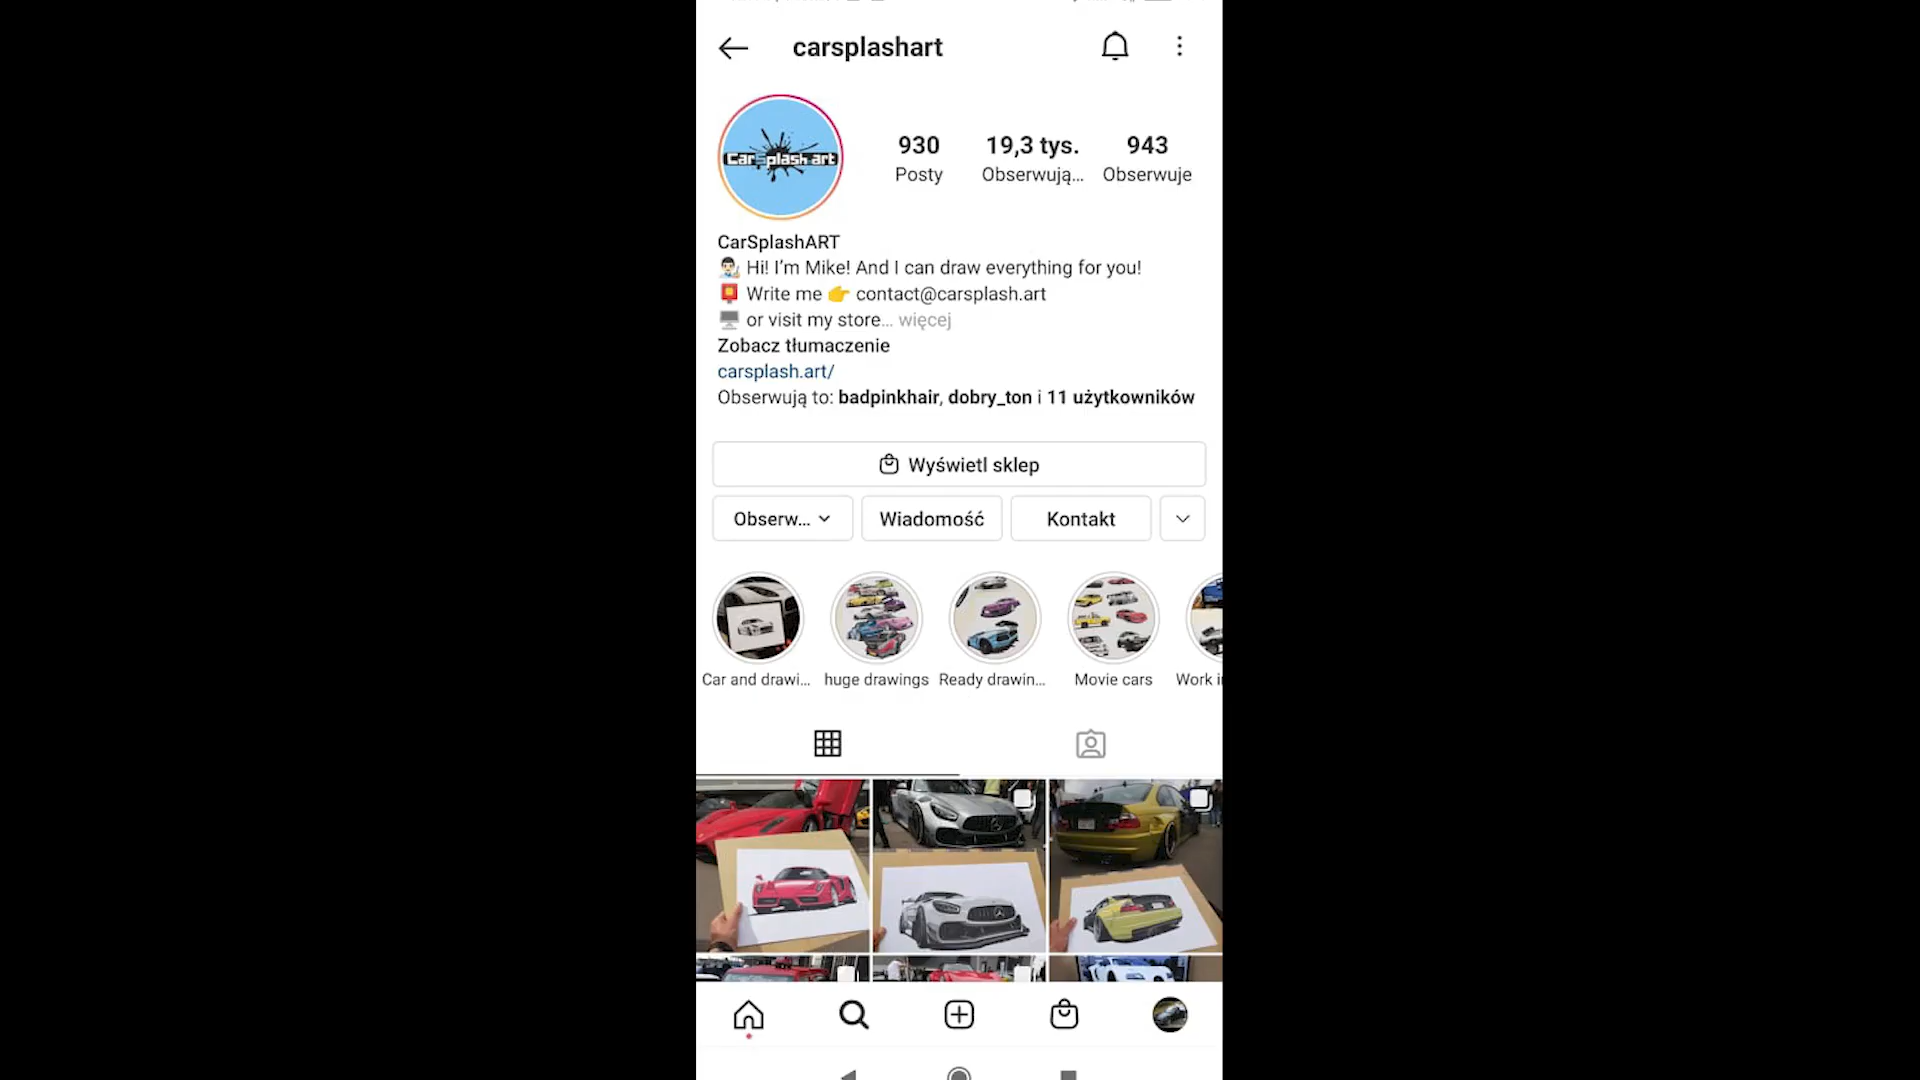 carsplashart
CarSplash art
930
19,3 tys.
943
Posty
Obserwują...
Obserwuje
CarSplashART
Hi! I'm Mike! And I can draw everything for you!
Write me 👉 contact@carsplash.art
or visit my store... więcej
Zobacz tłumaczenie
carsplash.art/
Obserwują to: badpinkhair, dobry_ton i 11 użytkowników
Wyświetl sklep
Obserw...
Wiadomość
Kontakt
Car and drawi...
huge drawings
Ready drawin...
Movie cars
Work i